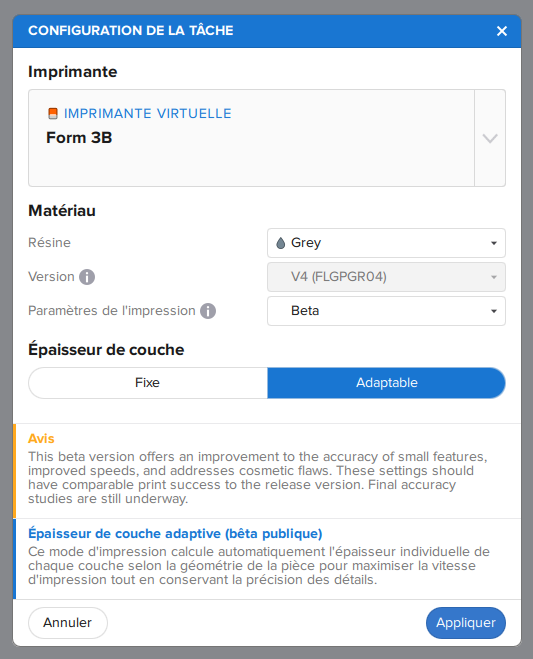 CONFIGURATION DE LA TÂCHE
Imprimante
IMPRIMANTE VIRTUELLE
Form 3B
Matériau
Résine
Grey
Version
V4 (FLGPGR04)
Paramètres de l'impression
Beta
Épaisseur de couche
Fixe
Adaptable
Avis
This beta version offers an improvement to the accuracy of small features,
improved speeds, and addresses cosmetic flaws. These settings should
have comparable print success to the release version. Final accuracy
studies are still underway.
Épaisseur de couche adaptive (bêta publique)
Ce mode d'impression calcule automatiquement l'épaisseur individuelle de
chaque couche selon la géométrie de la pièce pour maximiser la vitesse
d'impression tout en conservant la précision des détails.
Annuler
Appliquer